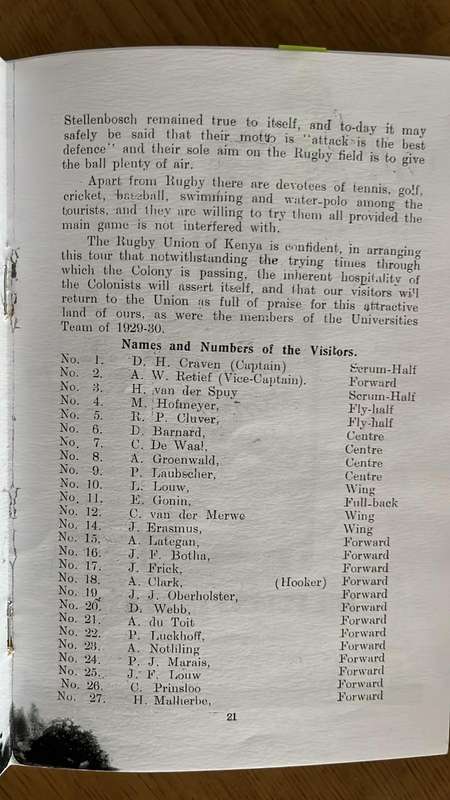 Stellenbosch remained true to itself, and to-day it may
safely be said that their motto is "attack is the best
defence" and their sole aim on the Rugby field is to give
the ball plenty of air.
Apart from Rugby there are devotees of tennis, golf,
cricket, baseball, swimming and water-polo among the
tourists, and they are willing to try them all provided the
main game is not interfered with.
The Rugby Union of Kenya is confident, in arranging
this tour that notwithstanding the trying times through
which the Colony is passing, the inherent hospitality of
the Colonists will assert itself, and that our visitors will
return to the Union as full of praise for this attractive
land of ours, as were the members of the Universities
Team of 1929-30.
Names and Numbers of the Visitors.
No. 1. D. H. Craven (Captain) Scrum-Half
No. 2. A. W. Retief (Vice-Captain). Forward
No. 3. H. van der Spuy Scrum-Half
No. 4. M. Hofmeyer, Fly-half
No. 5. R. P. Cluver, Fly-half
No. 6. D. Barnard, Centre
No. 7. C. De Waal, Centre
No. 8. A. Groenwald, Centre
No. 9. P. Laubscher, Centre
No. 10. L. Louw, Wing
No. 11. E. Gonin, Full-back
No. 12. C. van der Merwe Wing
No. 14. J. Erasmus, Wing
No. 15. A. Lategan, Forward
No. 16. J. F. Botha, Forward
No. 17. J. Frick, Forward
No. 18. A. Clark, (Hooker) Forward
No. 19. J. J. Oberholster, Forward
No. 20. D. Webb, Forward
No. 21. A. du Toit Forward
No. 22. P. Luckhoff, Forward
No. 23. A. Nothling Forward
No. 24. P. J. Marais, Forward
No. 25. J. F. Louw Forward
No. 26. C. Prinsloo Forward
No. 27. H. Malherbe, Forward
21